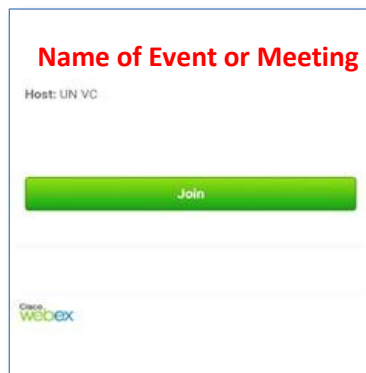 Name of Event or Meeting
Host: UN VC
Join
Cisco
webex